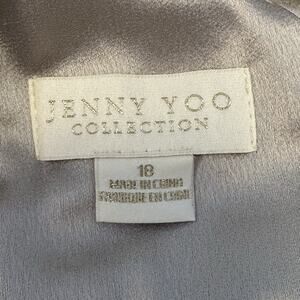 JENNY YOO
COLLECTION
18
MADE IN CHINA
FABRIQUE EN CHINE